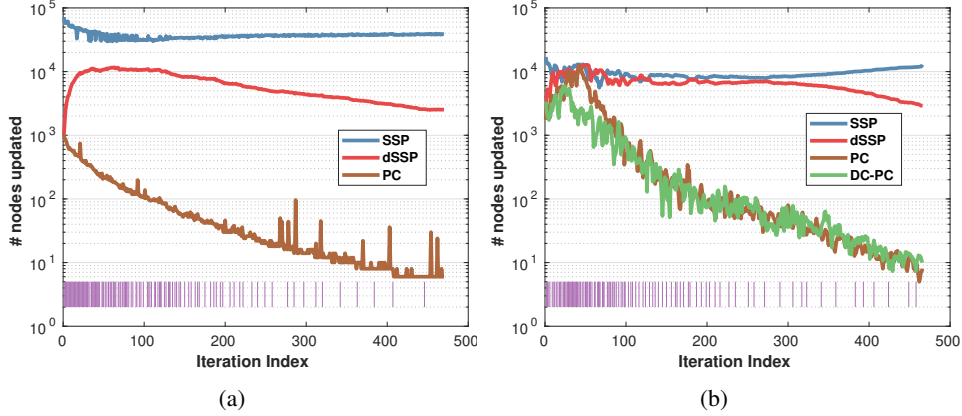 10^5
10^4
10^3
10^2
10^1
10^0
# nodes updated
SSP
dSSP
PC
0
100
200
300
400
500
Iteration Index
(a)
10^5
10^4
10^3
10^2
10^1
10^0
# nodes updated
SSP
dSSP
PC
DC-PC
0
100
200
300
400
500
Iteration Index
(b)